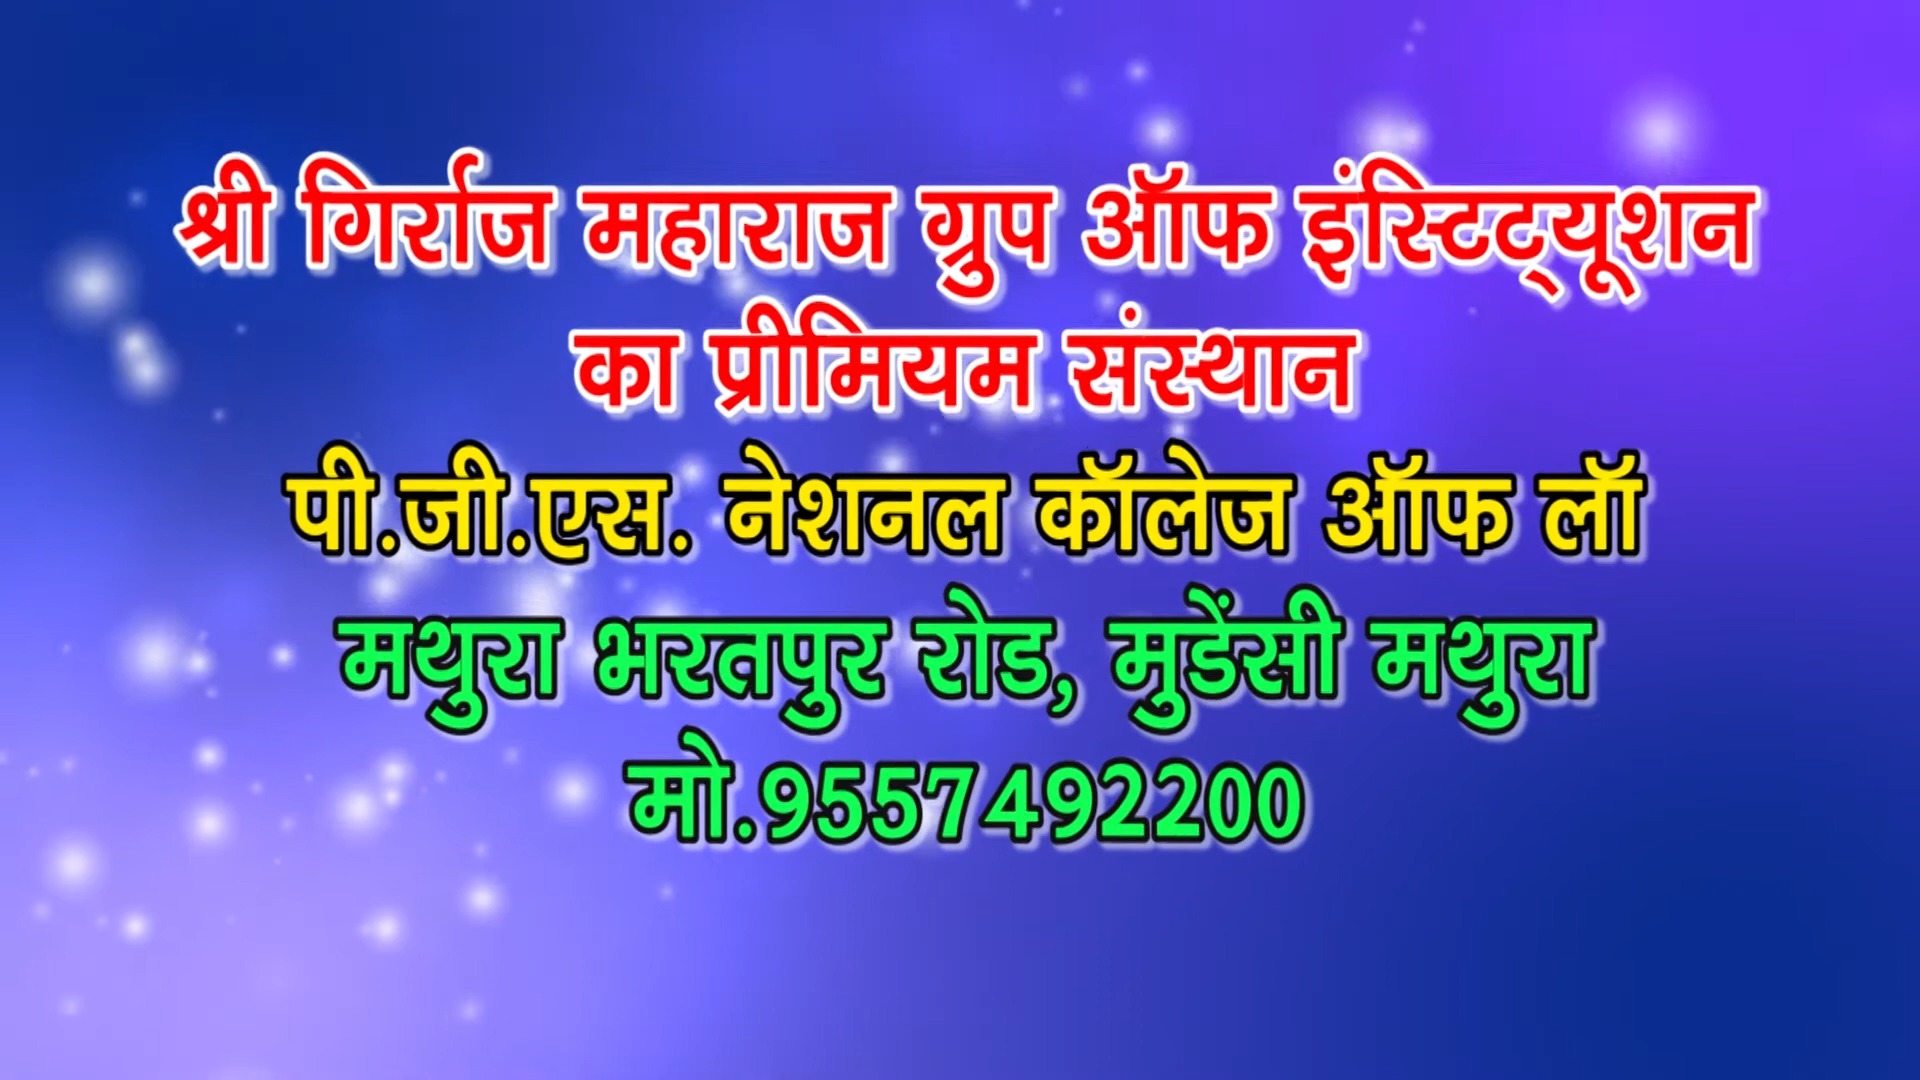 श्री गिर्राज महाराज ग्रुप ऑफ इंस्टिट्‌यूशन
का प्रीमियम संस्थान
पी.जी.एस. नेशनल कॉलेज ऑफ लॉ
मथुरा भरतपुर रोड, मुडेंसी मथुरा
मो.9557492200